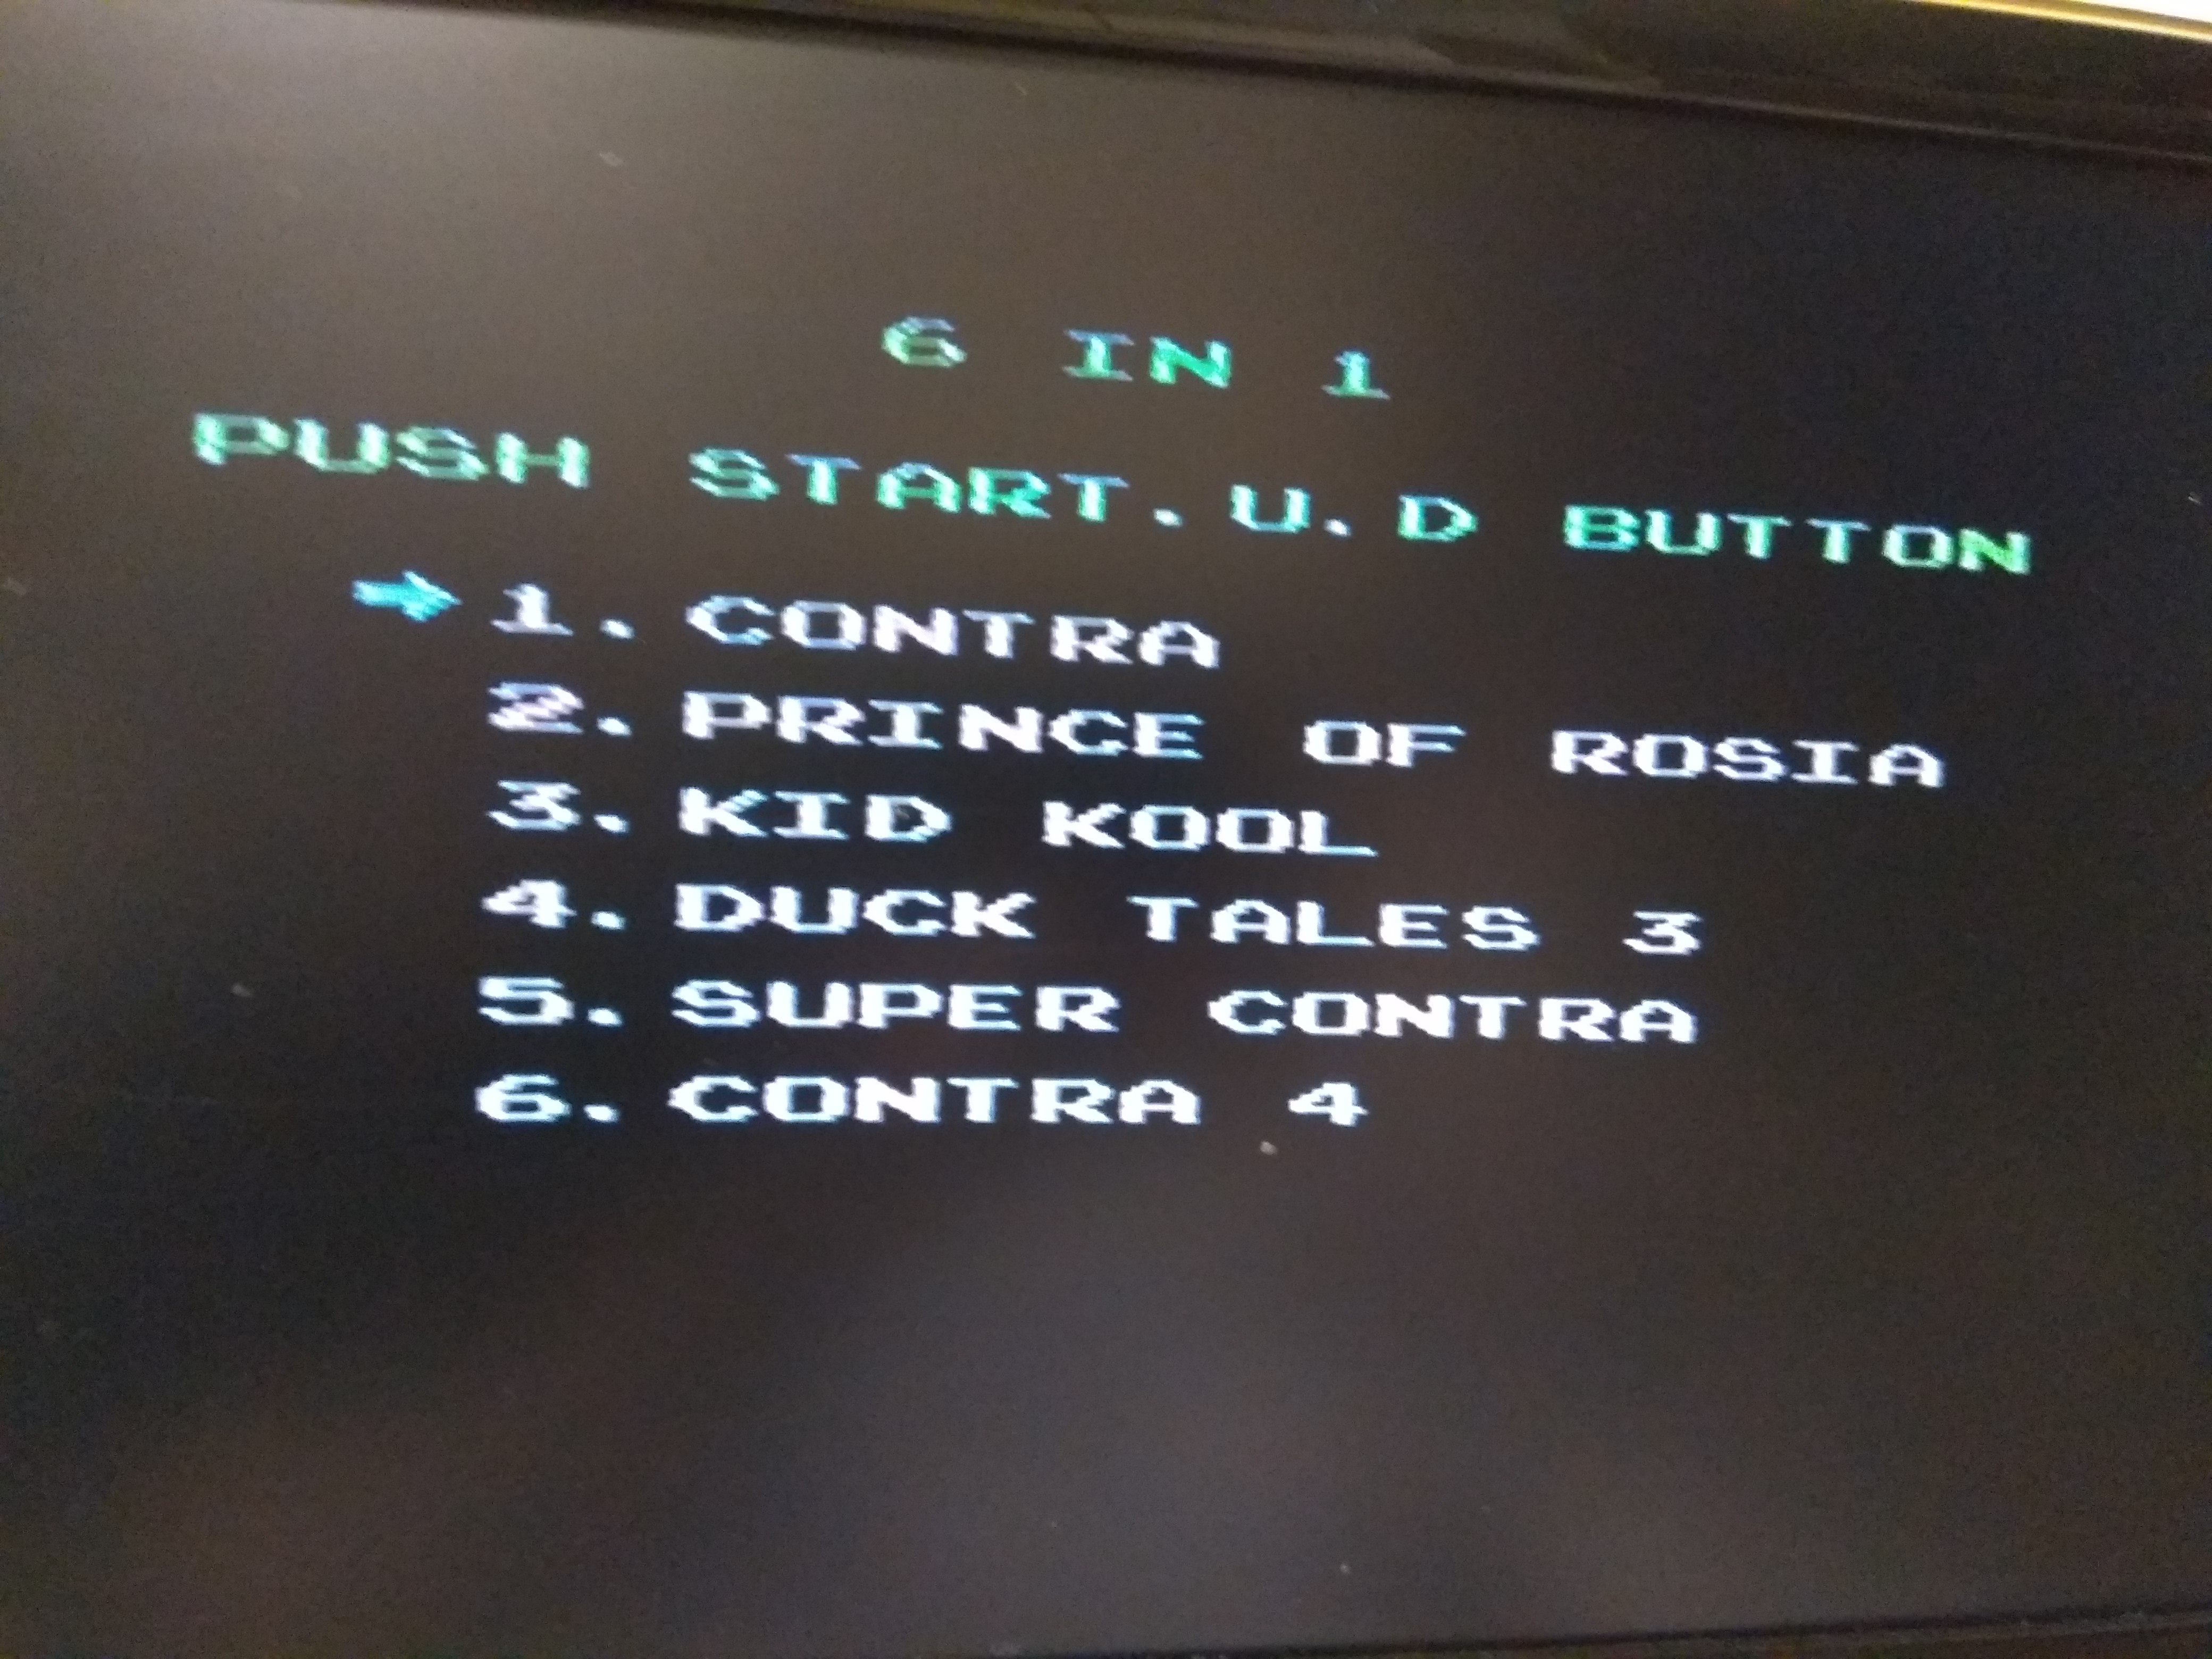 6 IN 1
PUSH START.U.D BUTTON
1. CONTRA
2. PRINCE OF ROSIA
3. KID KOOL
4. DUCK TALES 3
5. SUPER CONTRA
6. CONTRA 4